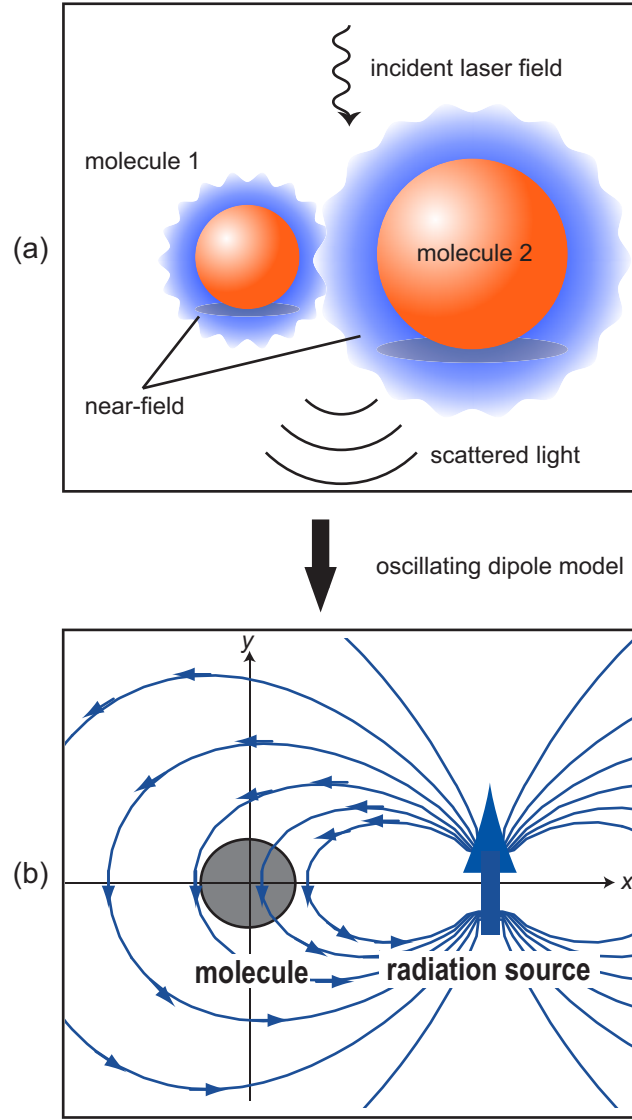 incident laser field
molecule 1
(a)
molecule 2
near-field
scattered light
oscillating dipole model
y
(b)
x
molecule
radiation source